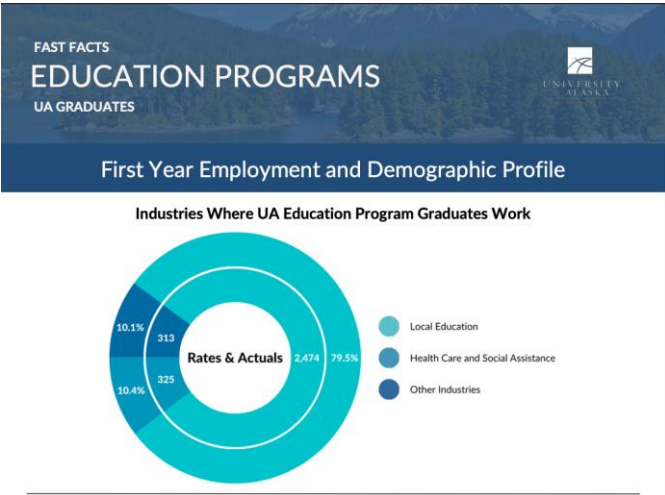 FAST FACTS
EDUCATION PROGRAMS
UA GRADUATES
UNIVERSITY
ALASKA
First Year Employment and Demographic Profile
Industries Where UA Education Program Graduates Work
10.1%
313
Rates & Actuals
2,474
79.5%
325
10.4%
Local Education
Health Care and Social Assistance
Other Industries